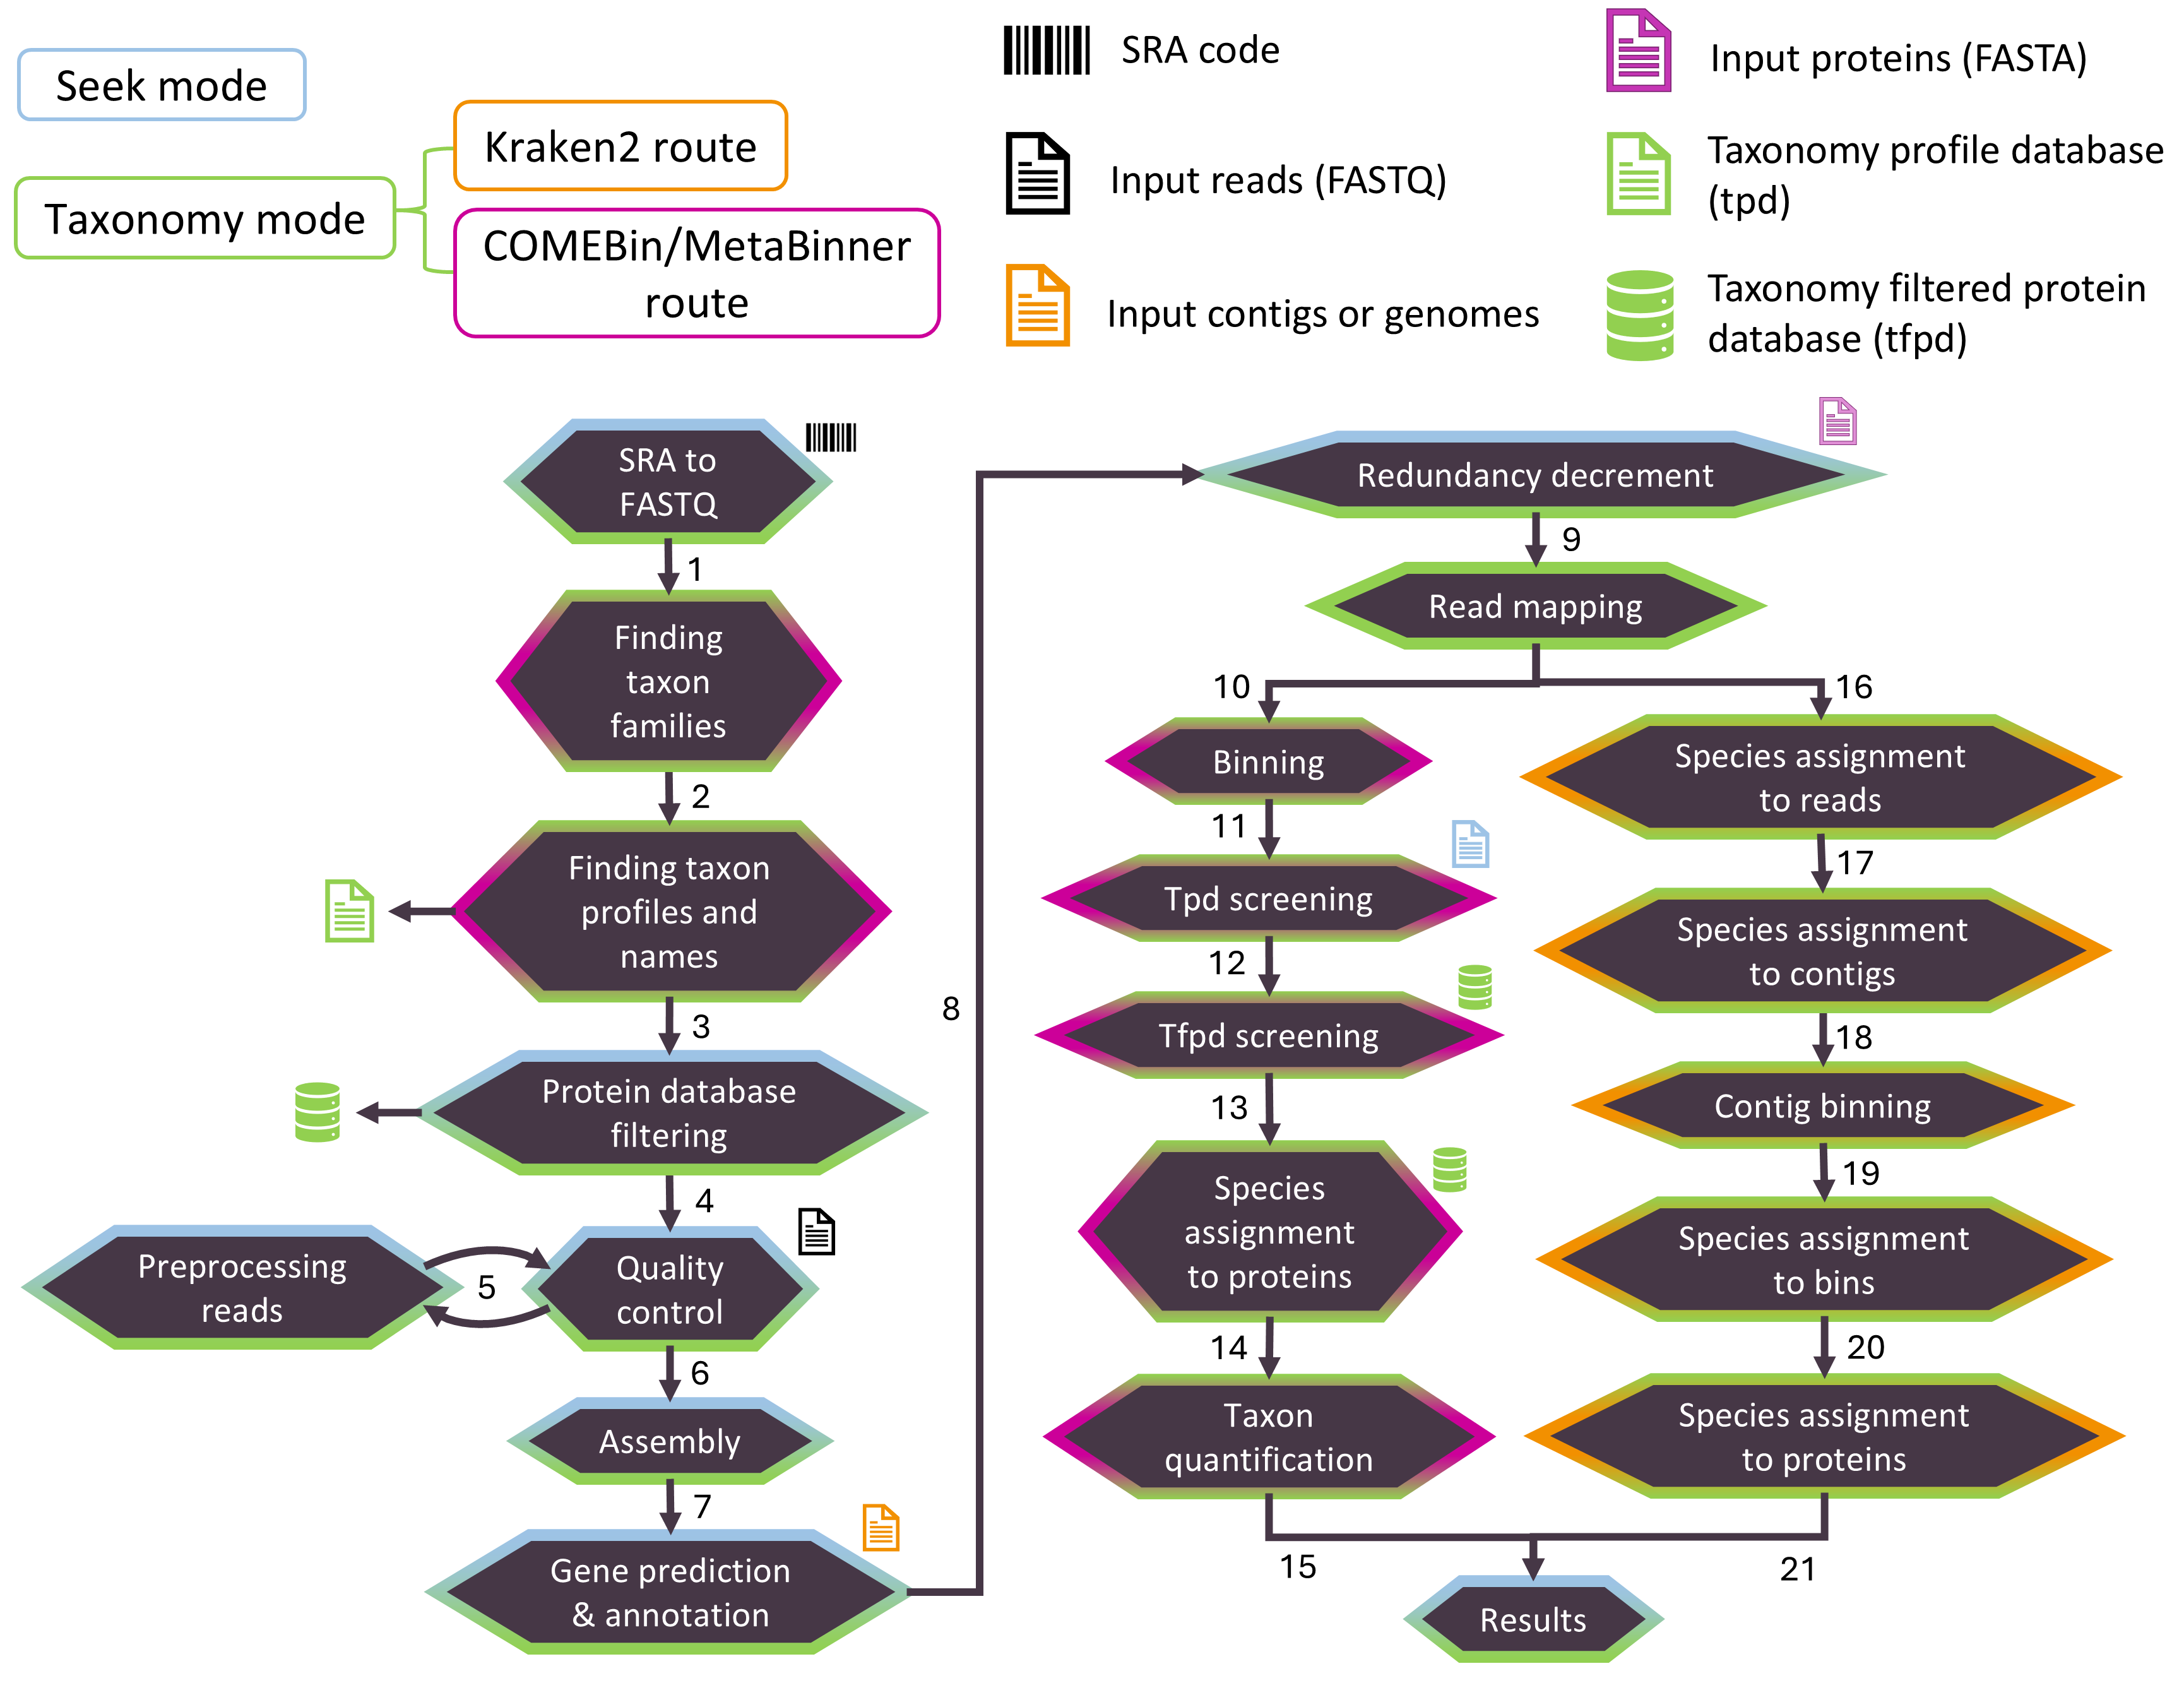 Seek mode
Taxonomy mode
Kraken2 route
COMEBin/MetaBinner
route
SRA code
Input reads (FASTQ)
Input contigs or genomes
Input proteins (FASTA)
Taxonomy profile database
(tpd)
Taxonomy filtered protein
database (tfpd)
SRA to
FASTQ
1
Finding
taxon
families
2
Finding taxon
profiles and
names
3
Protein database
filtering
4
Preprocessing
reads
5
Quality
control
6
Assembly
7
Gene prediction
& annotation
8
Redundancy decrement
9
Read mapping
10
Binning
11
Tpd screening
12
Tfpd screening
13
Species
assignment
to proteins
14
Taxon
quantification
15
16
Species assignment
to reads
17
Species assignment
to contigs
18
Contig binning
19
Species assignment
to bins
20
Species assignment
to proteins
21
Results